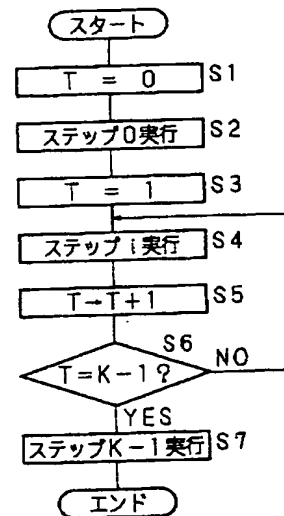 スタート
T = 0 S1
ステップ0実行 S2
T = 1 S3
ステップi実行 S4
T→T+1 S5
S6
T=K-1? NO
YES
ステップK-1実行 S7
エンド